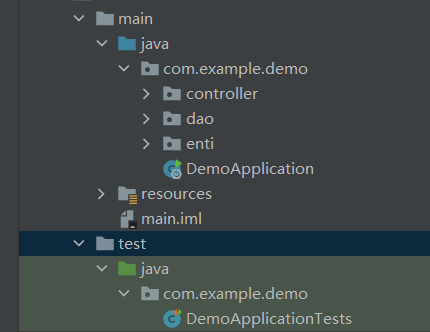 main
java
com.example.demo
controller
dao
enti
DemoApplication
resources
main.iml
test
java
com.example.demo
DemoApplicationTests